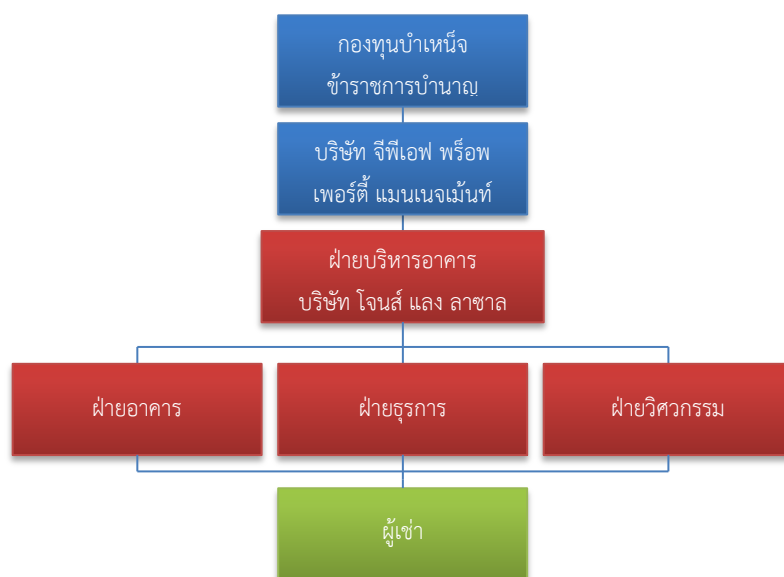 กองทุนบำเหน็จ
ข้าราชการบำนาญ
บริษัท จีพีเอฟ พร็อพ
เพอร์ตี้ แมนเนจเม้นท์
ฝ่ายบริหารอาคาร
บริษัท โจนส์ แลง ลาซาล
ฝ่ายอาคาร
ฝ่ายธุรการ
ฝ่ายวิศวกรรม
ผู้เช่า